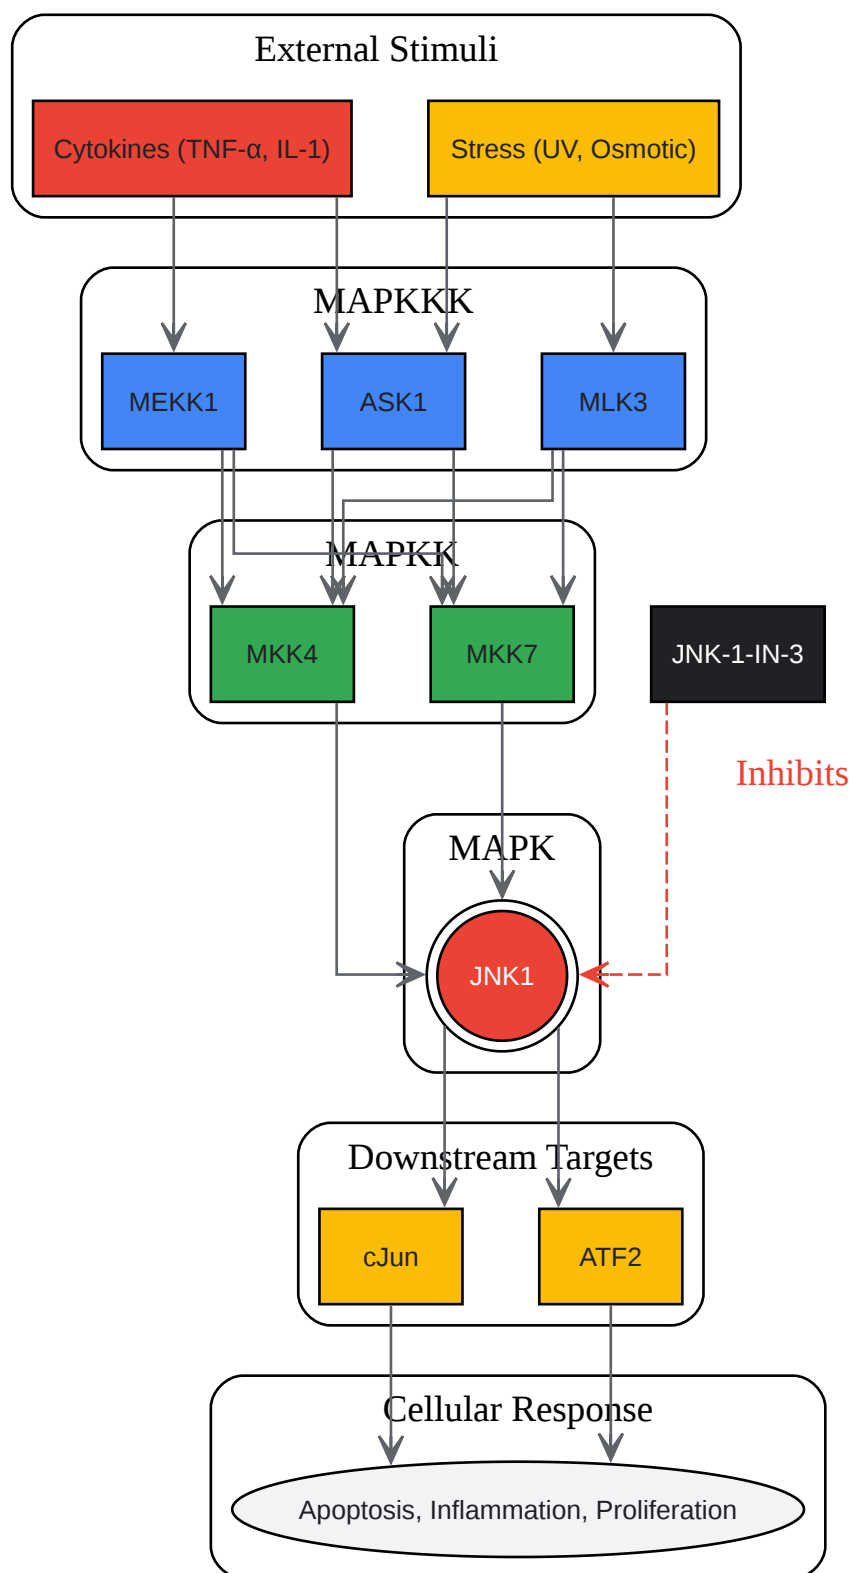 External Stimuli
Cytokines (TNF-α, IL-1)
Stress (UV, Osmotic)
MAPKKK
MEKK1
ASK1
MLK3
MAPKK
MKK4
MKK7
JNK-1-IN-3
Inhibits
MAPK
JNK1
Downstream Targets
cJun
ATF2
Cellular Response
Apoptosis, Inflammation, Proliferation